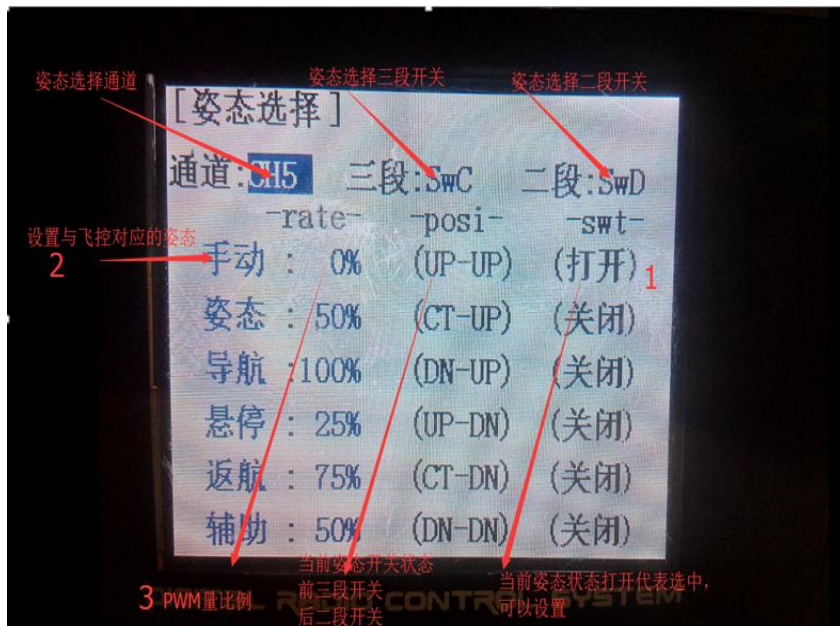 姿态选择通道
姿态选择三段开关
姿态选择二段开关
[姿态选择]
通道:CH5 三段:SwC 二段:SwD
-rate- -posi- -swt-
设置与飞控对应的姿态
2
手动 : 0% (UP-UP) (打开) 1
姿态 : 50% (CT-UP) (关闭)
导航 :100% (DN-UP) (关闭)
悬停 : 25% (UP-DN) (关闭)
返航 : 75% (CT-DN) (关闭)
辅助 : 50% (DN-DN) (关闭)
3 PWM量比例
当前姿态开关状态
前三段开关
后二段开关
当前姿态状态打开代表选中，
可以设置
RADIO CONTROL SYSTEM